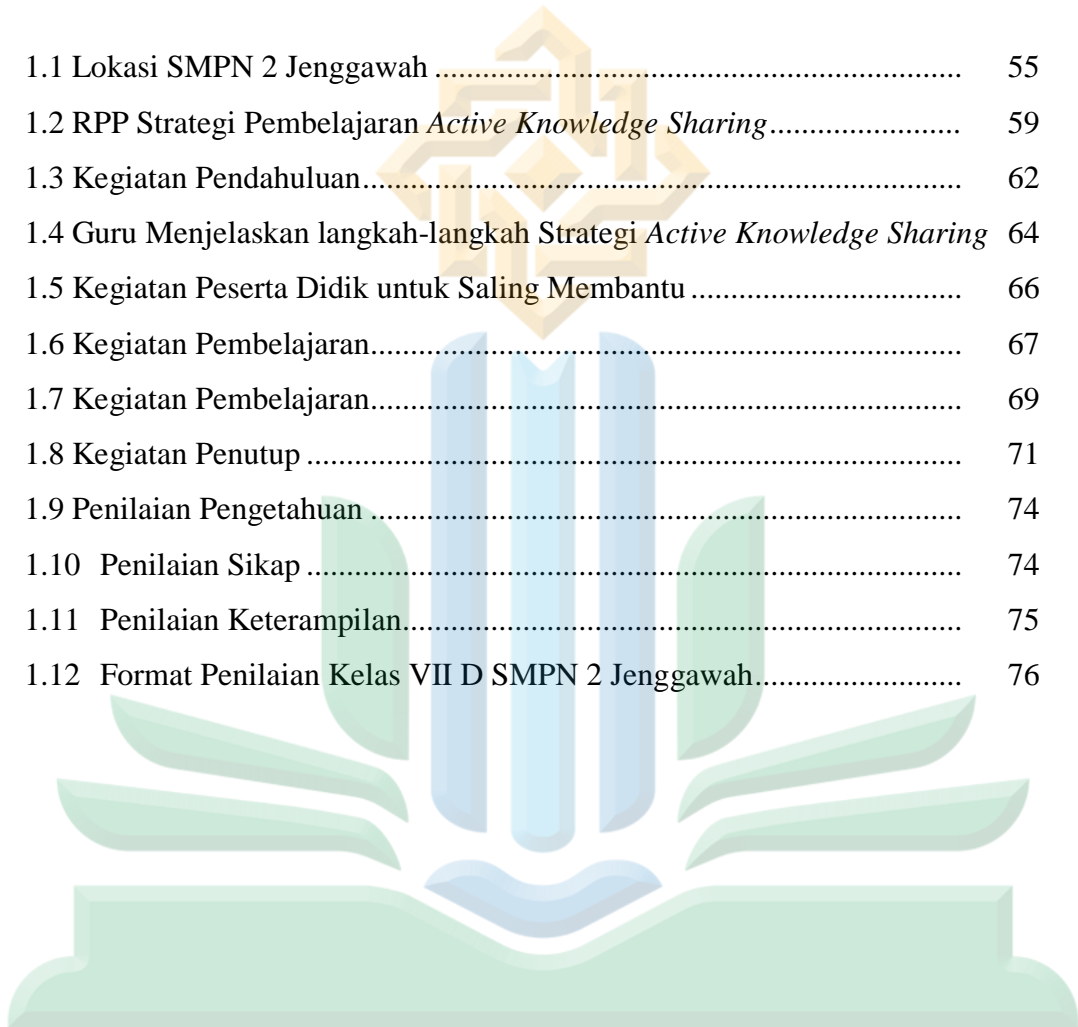 1.1 Lokasi SMPN 2 Jenggawah .................................................................. 55
1.2 RPP Strategi Pembelajaran Active Knowledge Sharing........................ 59
1.3 Kegiatan Pendahuluan........................................................................... 62
1.4 Guru Menjelaskan langkah-langkah Strategi Active Knowledge Sharing 64
1.5 Kegiatan Peserta Didik untuk Saling Membantu .................................. 66
1.6 Kegiatan Pembelajaran.......................................................................... 67
1.7 Kegiatan Pembelajaran.......................................................................... 69
1.8 Kegiatan Penutup .................................................................................. 71
1.9 Penilaian Pengetahuan .......................................................................... 74
1.10 Penilaian Sikap .................................................................................. 74
1.11 Penilaian Keterampilan...................................................................... 75
1.12 Format Penilaian Kelas VII D SMPN 2 Jenggawah.......................... 76